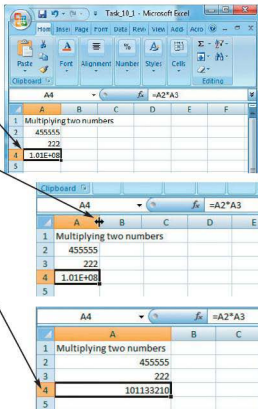 Task_10_1 - Microsoft Excel
Home Inser Page Form Data Revi View Add- Acro
Paste Font Alignment Number Styles Cells
Clipboard Editing
A4 fx =A2*A3
A B C D E F
1 Multiplying two numbers
2 455555
3 222
4 1.01E+08
5
Clipboard
A4 fx =A2*A3
A B C D E
1 Multiplying two numbers
2 455555
3 222
4 1.01E+08
5
A4 fx =A2*A3
A B C
1 Multiplying two numbers
2 455555
3 222
4 101133210
5